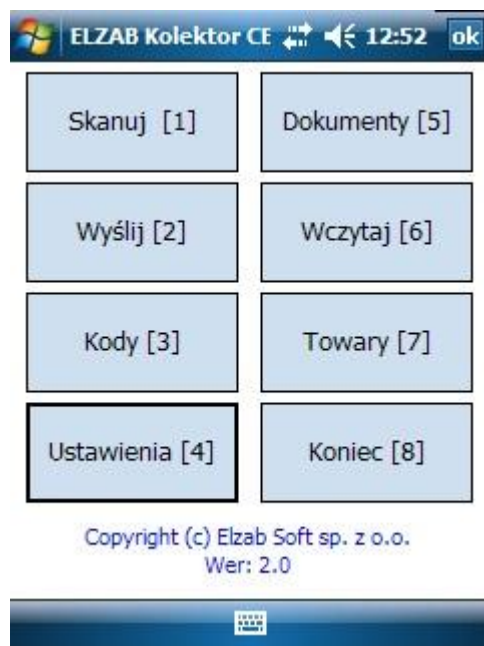 ELZAB Kolektor CE 12:52 ok
Skanuj [1] Dokumenty [5]
Wyślij [2] Wczytaj [6]
Kody [3] Towary [7]
Ustawienia [4] Koniec [8]
Copyright (c) Elzab Soft sp. z o.o.
Wer: 2.0